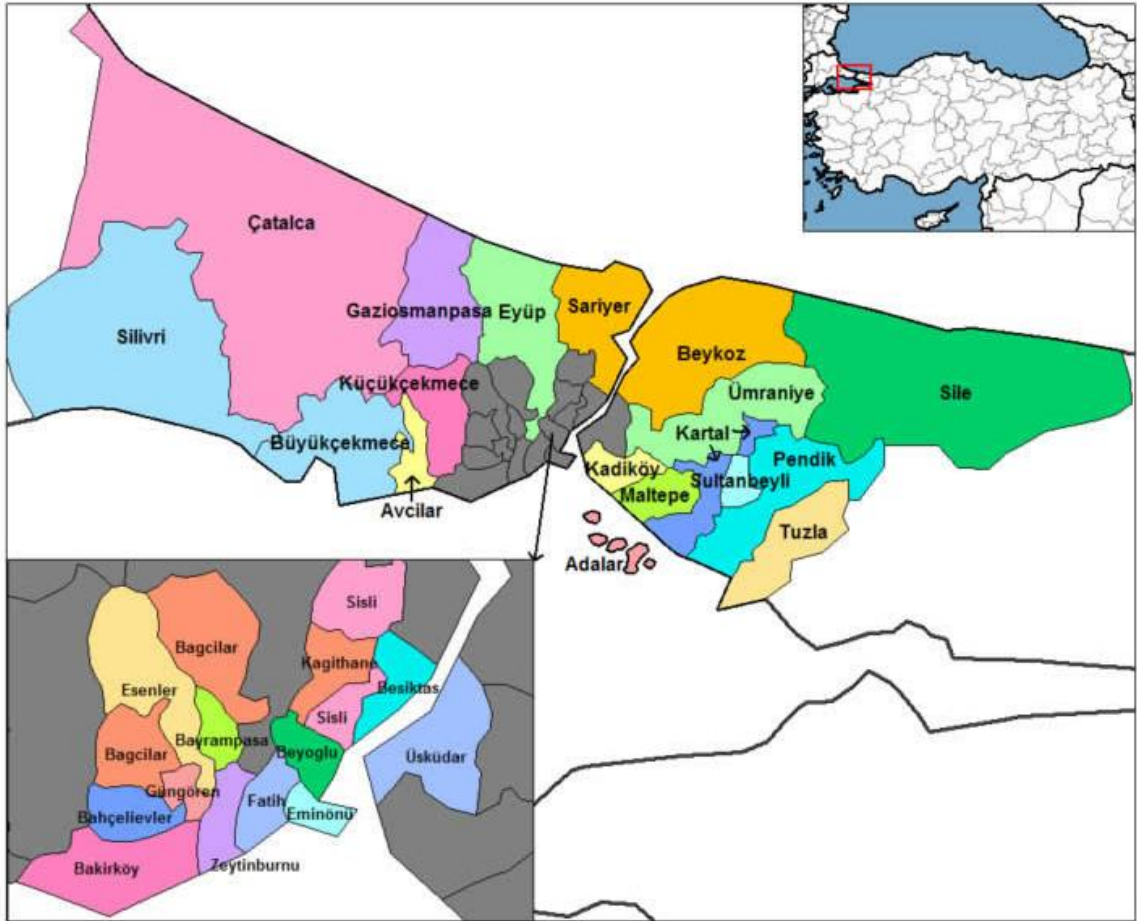 Çatalca
Gaziosmanpasa
Eyüp
Sariyer
Silivri
Beykoz
Küçükçekmece
Ümraniye
Sile
Büyükçekmece
Kartal
Kadiköy
Pendik
Sultanbeyli
Maltepe
Avcilar
Tuzla
Adalar
Sisli
Bagcilar
Kagithane
Esenler
Besiktas
Sisli
Bayrampasa
Bagcilar
Beyoglu
Üsküdar
Güngören
Fatih
Eminönü
Bahçelievler
Zeytinburnu
Bakirköy